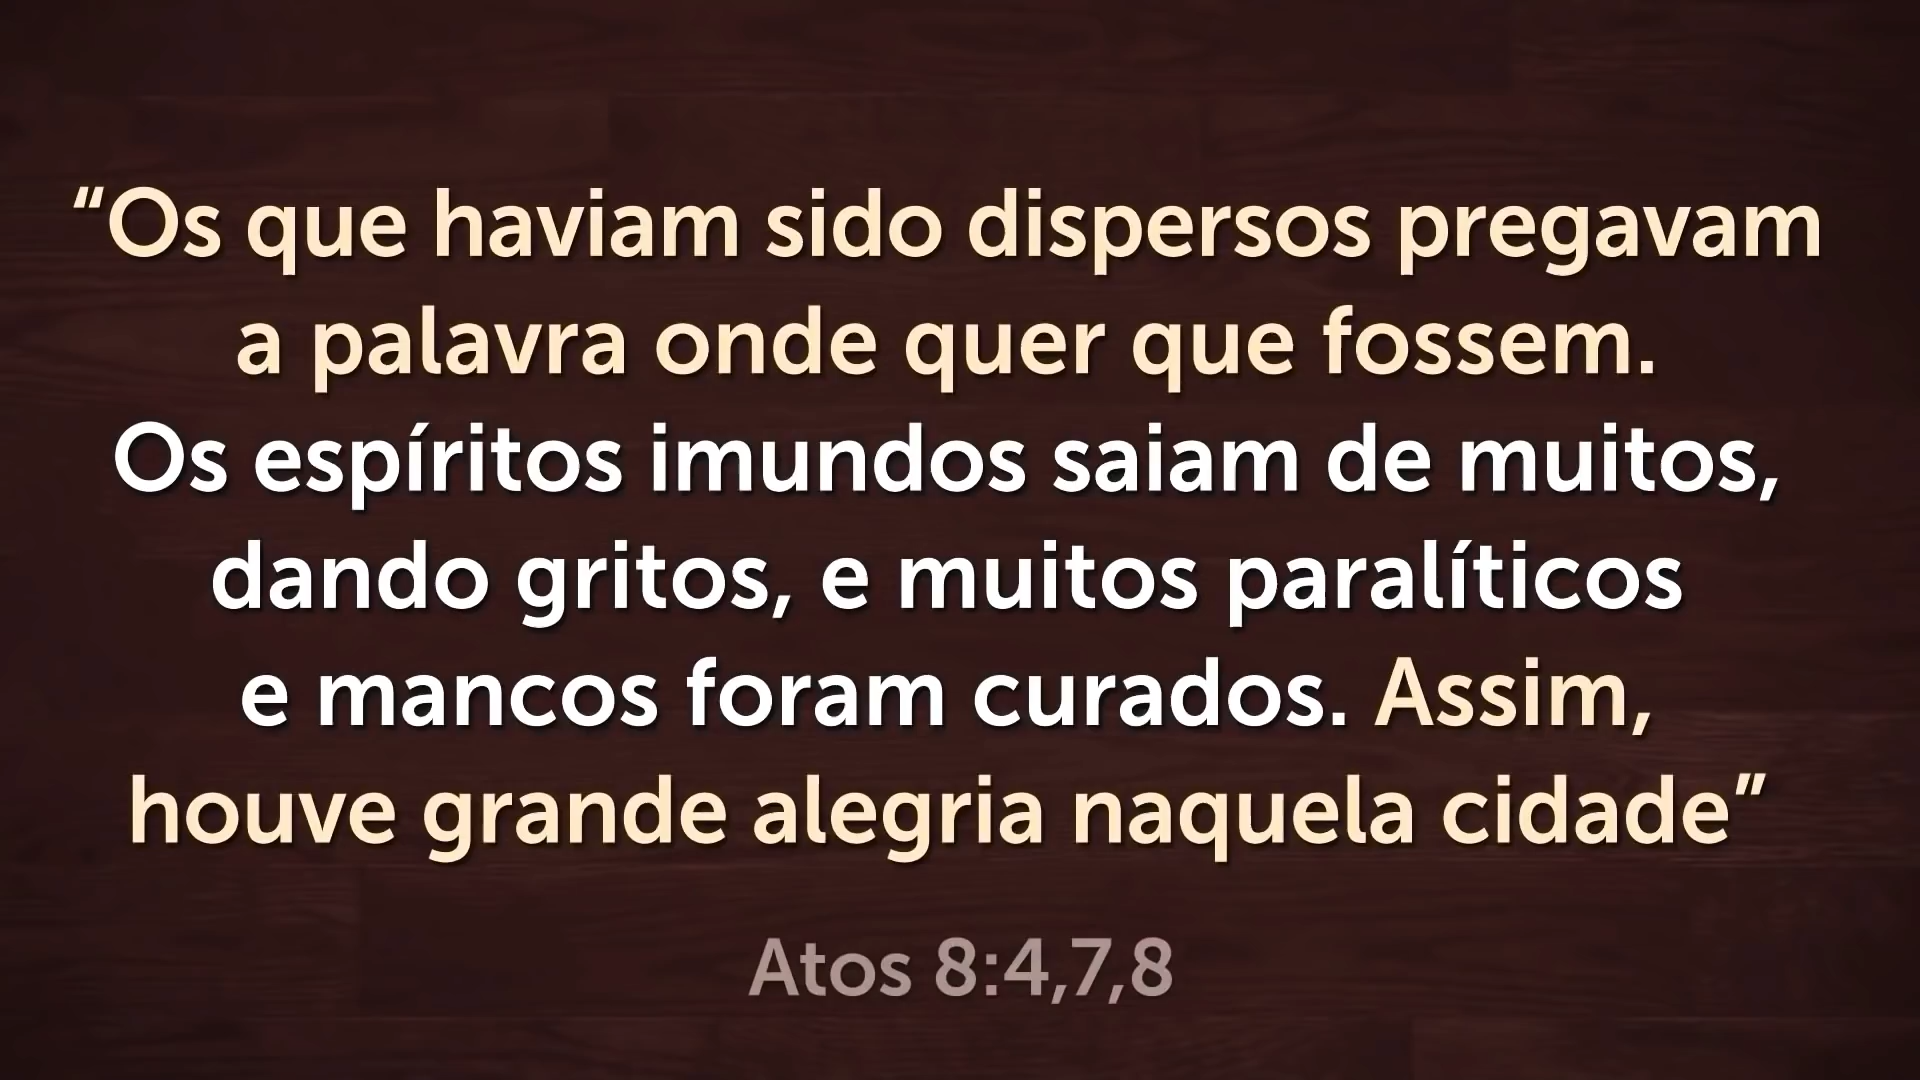 “Os que haviam sido dispersos pregavam
a palavra onde quer que fossem.
Os espíritos imundos saiam de muitos,
dando gritos, e muitos paralíticos
e mancos foram curados. Assim,
houve grande alegria naquela cidade”
Atos 8:4,7,8